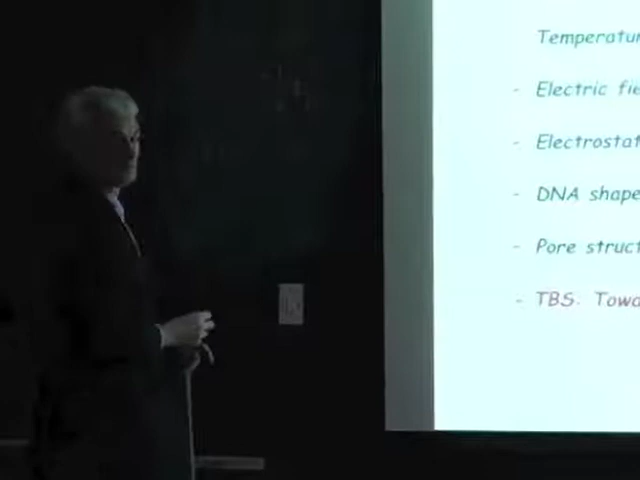 Temperatur
- Electric fie
- Electrostat
- DNA shape
- Pore struct
- TBS. Towa